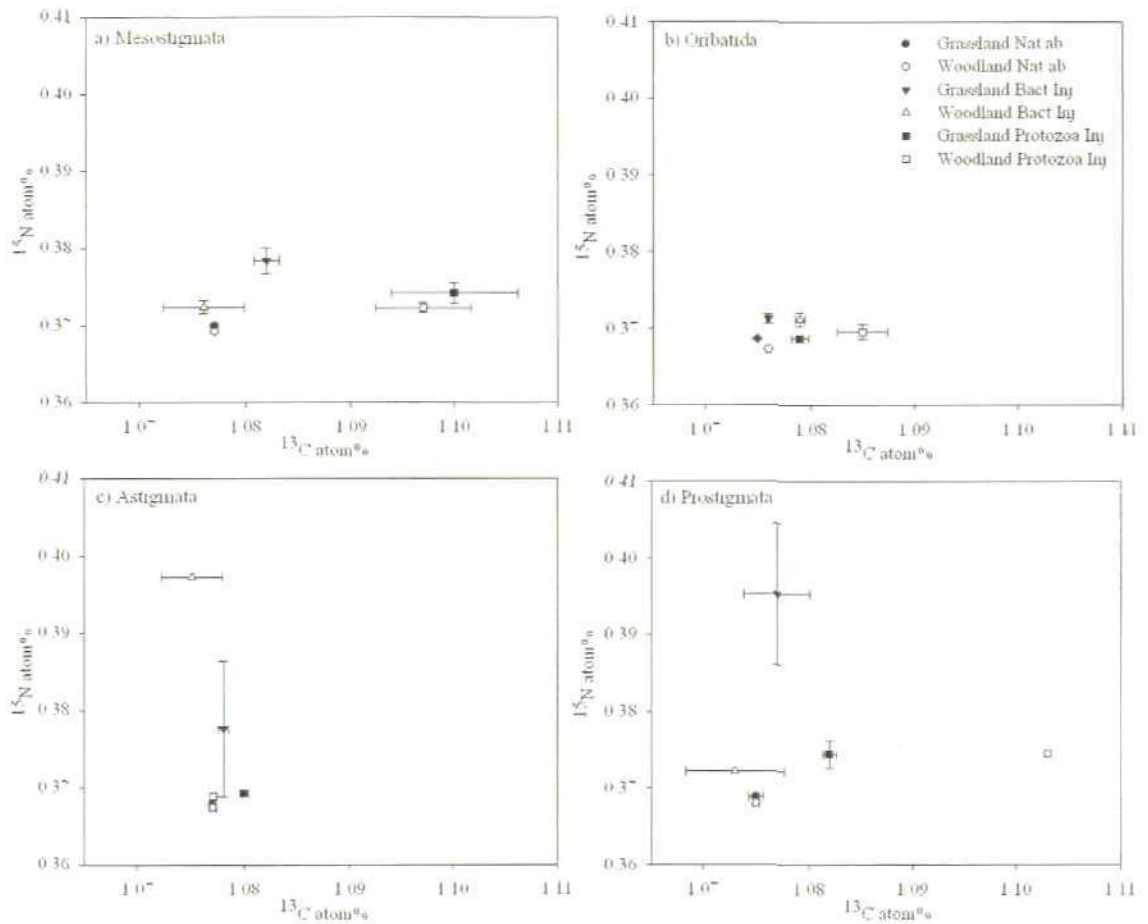 a) Mesostigmata
0.41
0.40
0.39
0.38
0.37
0.36
15N atom%
1.07 1.08 1.09 1.10 1.11
13C atom%
b) Oribatida
Grassland Nat ab
Woodland Nat ab
Grassland Bact Inj
Woodland Bact Inj
Grassland Protozoa Inj
Woodland Protozoa Inj
0.41
0.40
0.39
0.38
0.37
0.36
15N atom%
1.07 1.08 1.09 1.10 1.11
13C atom%
c) Astigmata
0.41
0.40
0.39
0.38
0.37
0.36
15N atom%
1.07 1.08 1.09 1.10 1.11
13C atom%
d) Prostigmata
0.41
0.40
0.39
0.38
0.37
0.36
15N atom%
1.07 1.08 1.09 1.10 1.11
13C atom%